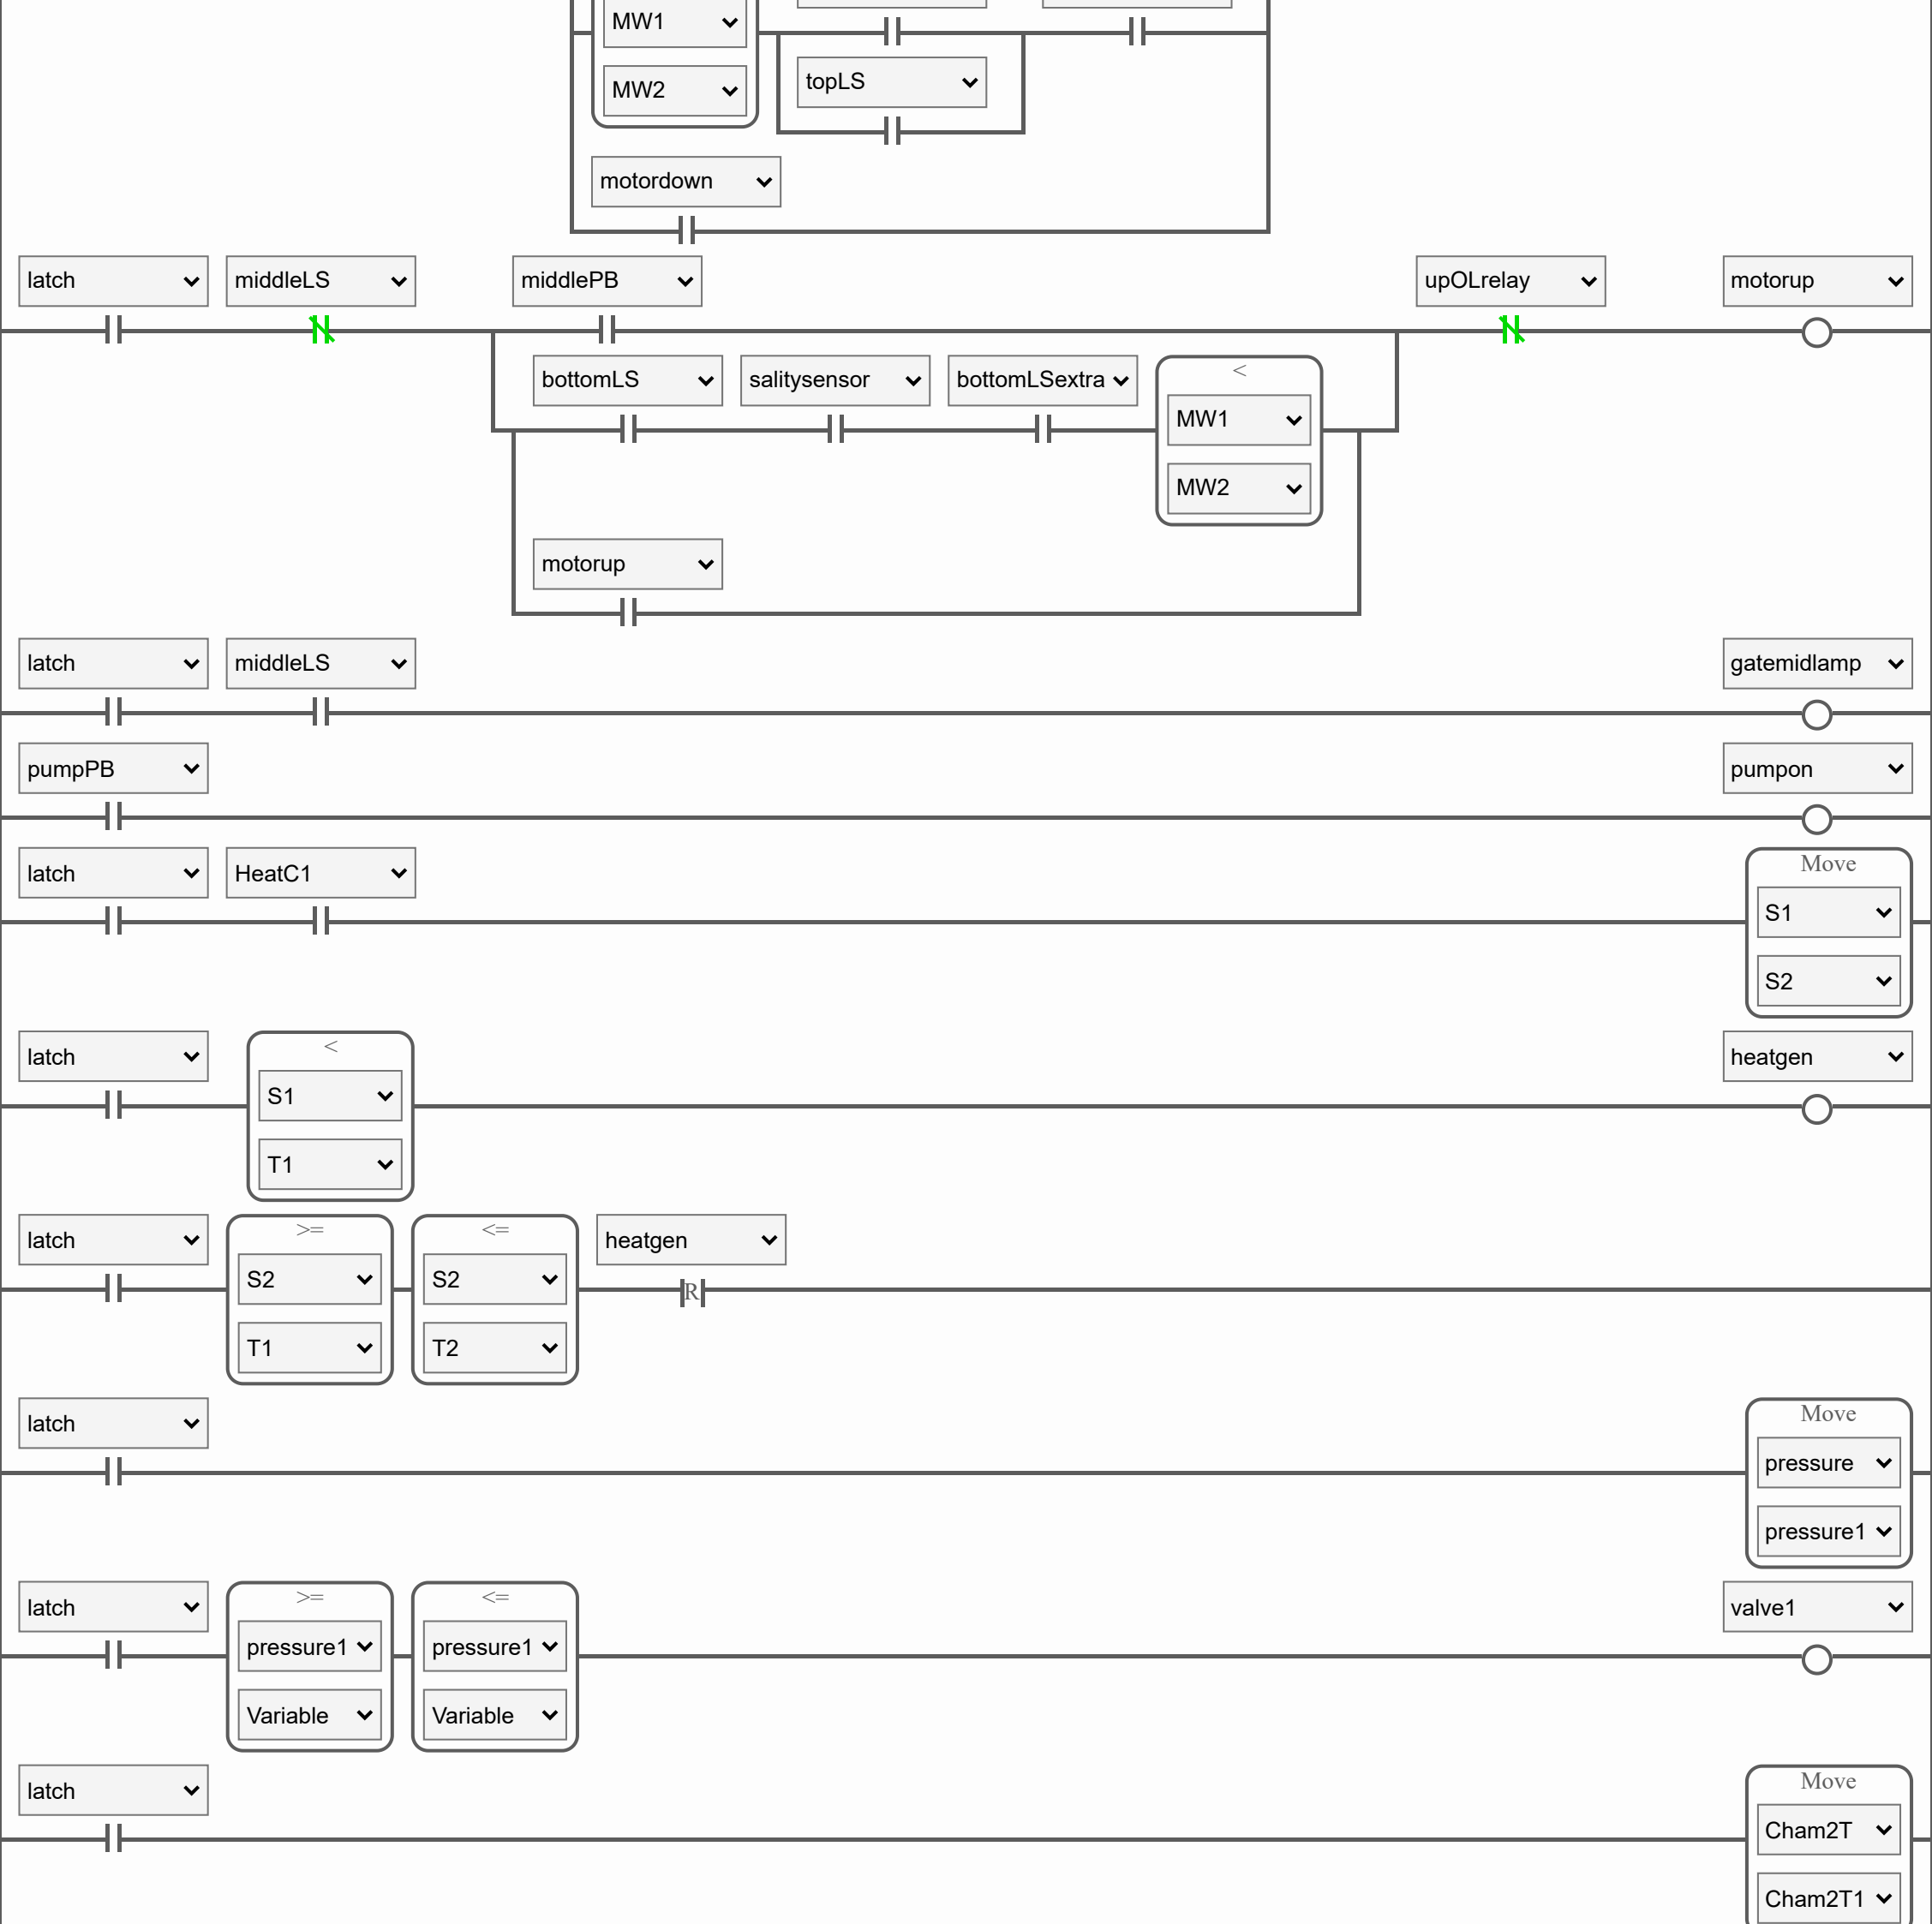 MW1
MW2
topLS
motordown
latch middleLS middlePB upOLrelay motorup
bottomLS salitysensor bottomLSextra <
MW1
MW2
motorup
latch middleLS gatemidlamp
pumpPB pumpon
latch HeatC1 Move
S1
S2
latch < heatgen
S1
T1
latch >= <= heatgen
S2 S2
R
T1 T2
latch Move
pressure
pressure1
latch >= <= valve1
pressure1 pressure1
Variable Variable
latch Move
Cham2T
Cham2T1